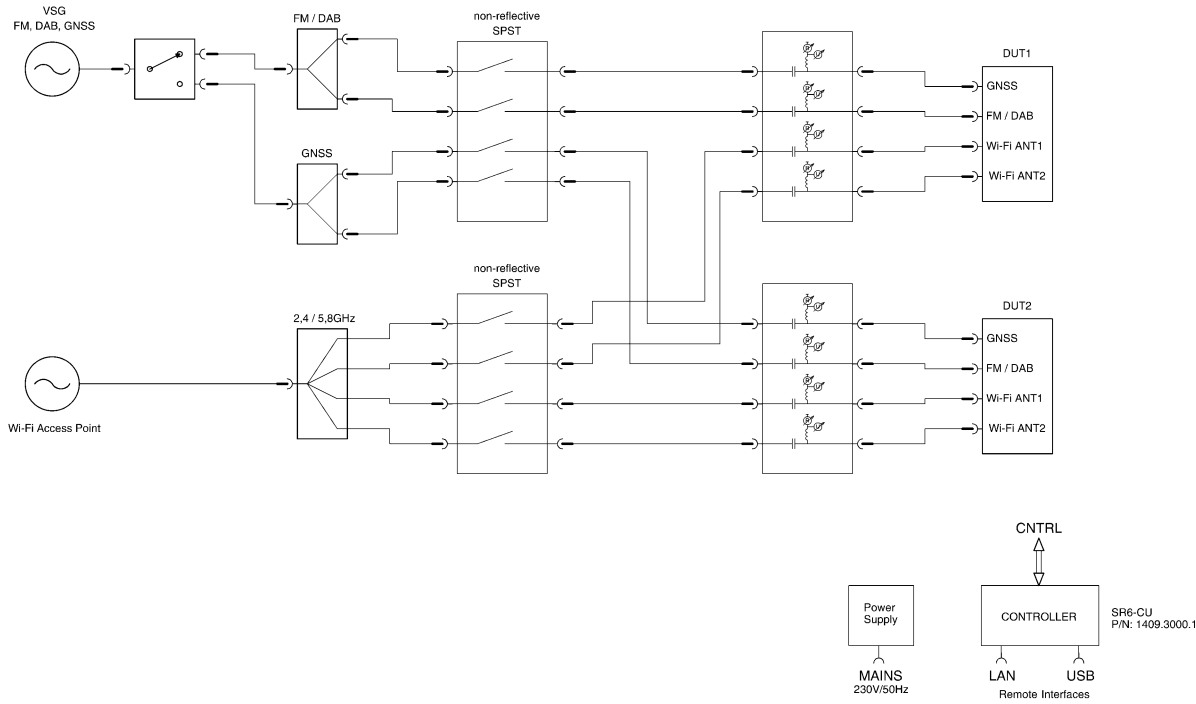 VSG
FM, DAB, GNSS
FM / DAB
non-reflective
SPST
DUT1
GNSS
FM / DAB
Wi-Fi ANT1
Wi-Fi ANT2
GNSS
non-reflective
SPST
2,4 / 5,8GHz
Wi-Fi Access Point
DUT2
GNSS
FM / DAB
Wi-Fi ANT1
Wi-Fi ANT2
CNTRL
Power
Supply
CONTROLLER
SR6-CU
P/N: 1409.3000.1
MAINS
230V/50Hz
LAN
USB
Remote Interfaces